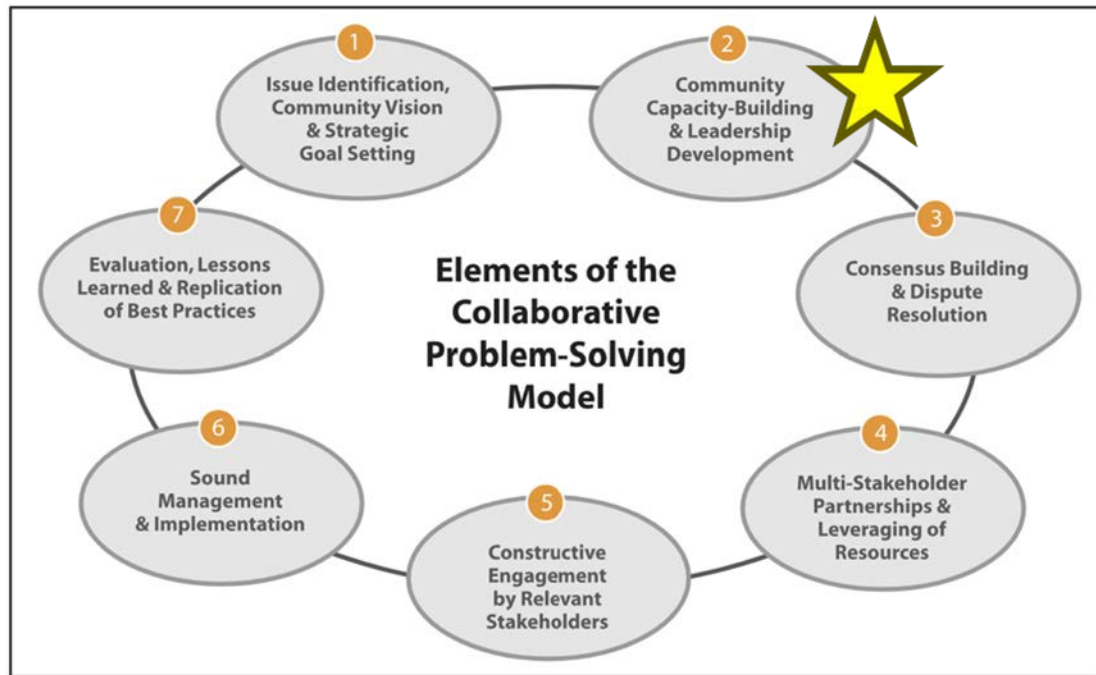 1
Issue Identification,
Community Vision
& Strategic
Goal Setting
2
Community
Capacity-Building
& Leadership
Development
3
Consensus Building
& Dispute
Resolution
4
Multi-Stakeholder
Partnerships &
Leveraging of
Resources
5
Constructive
Engagement
by Relevant
Stakeholders
6
Sound
Management
& Implementation
7
Evaluation, Lessons
Learned & Replication
of Best Practices
Elements of the
Collaborative
Problem-Solving
Model